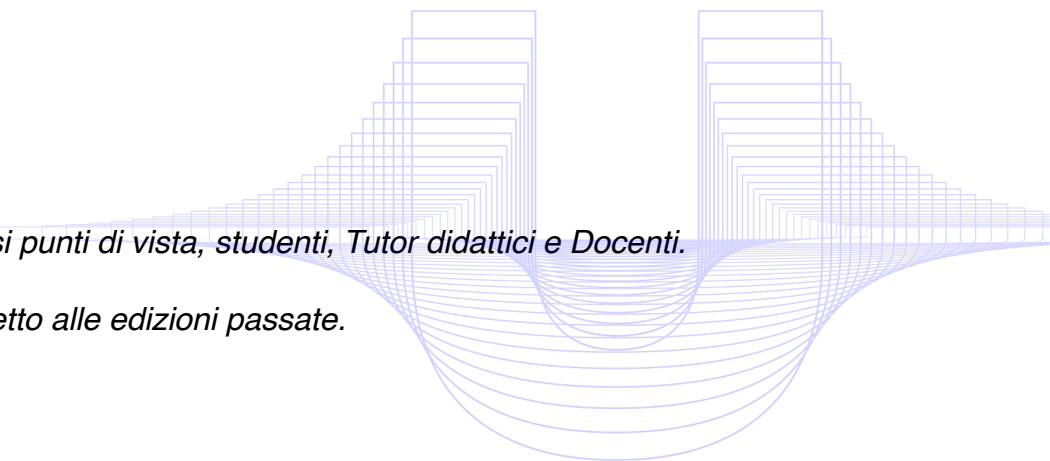 si punti di vista, studenti, Tutor didattici e Docenti.
etto alle edizioni passate.